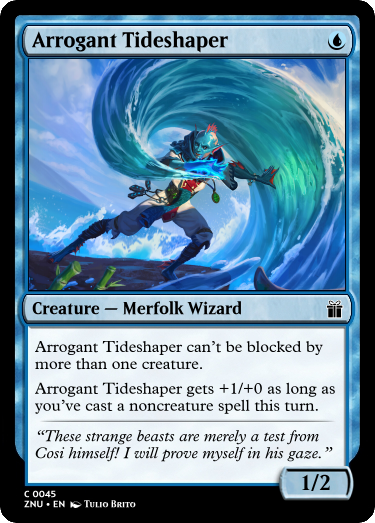 Arrogant Tideshaper
Creature — Merfolk Wizard
Arrogant Tideshaper can't be blocked by
more than one creature.
Arrogant Tideshaper gets +1/+0 as long as
you've cast a noncreature spell this turn.
"These strange beasts are merely a test from
Cosi himself! I will prove myself in his gaze."
1/2
C 0045
ZNU • EN Tulio Brito